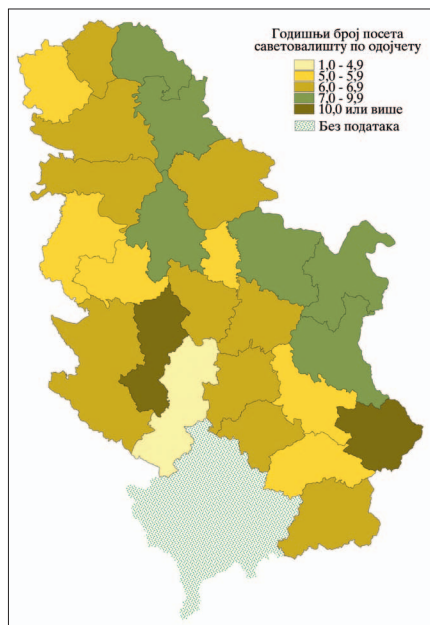 Годишњи број посета
саветовалишту по одојчету
1,0 - 4,9
5,0 - 5,9
6,0 - 6,9
7,0 - 9,9
10,0 или више
Без података